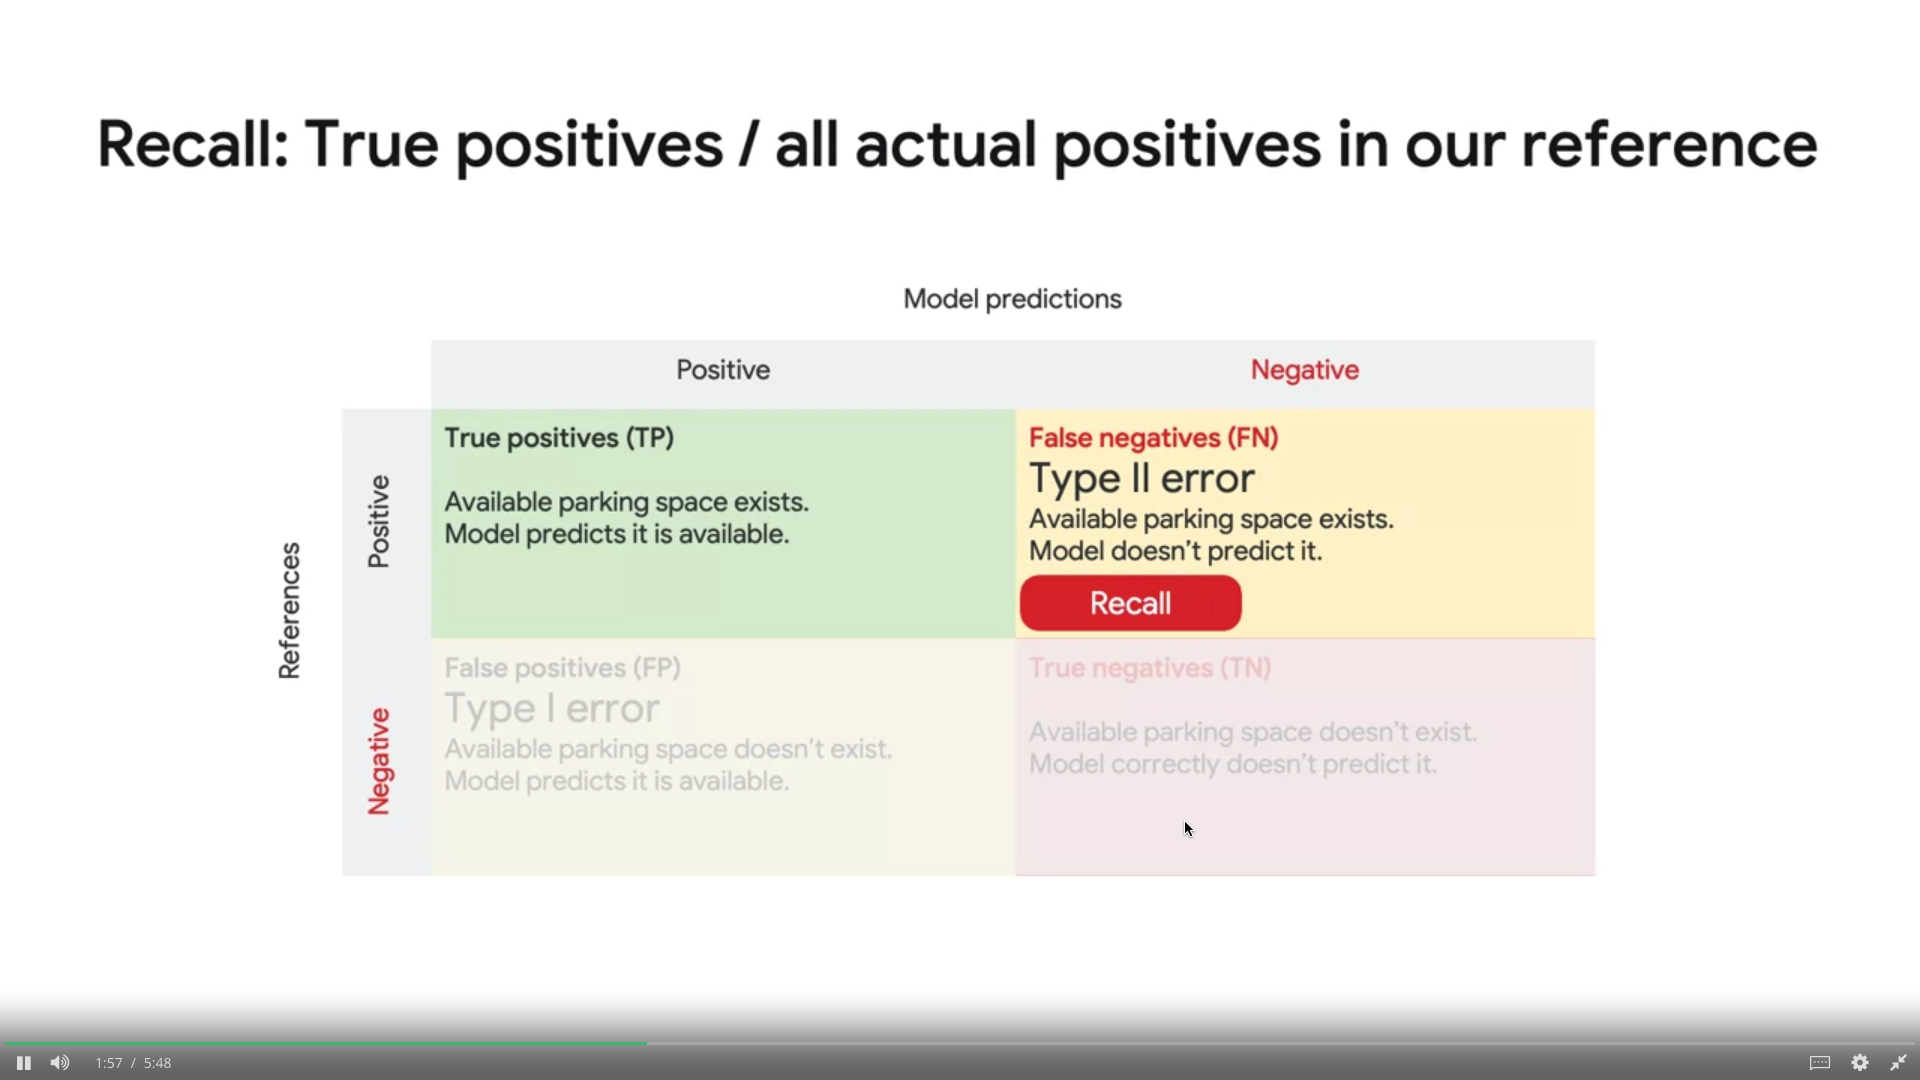 Recall: True positives / all actual positives in our reference
Model predictions
Positive
Negative
References
Positive
True positives (TP)
Available parking space exists.
Model predicts it is available.
False negatives (FN)
Type II error
Available parking space exists.
Model doesn't predict it.
Recall
Negative
False positives (FP)
Type I error
Available parking space doesn't exist.
Model predicts it is available.
True negatives (TN)
Available parking space doesn't exist.
Model correctly doesn't predict it.
1:57 / 5:48